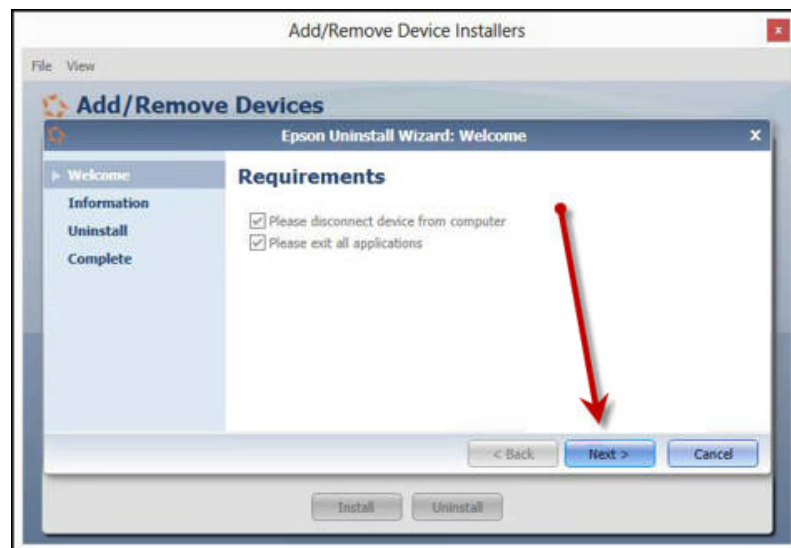 Add/Remove Device Installers
x
File View
Add/Remove Devices
Epson Uninstall Wizard: Welcome
x
Welcome
Information
Uninstall
Complete
Requirements
Please disconnect device from computer
Please exit all applications
< Back Next > Cancel
Install Uninstall